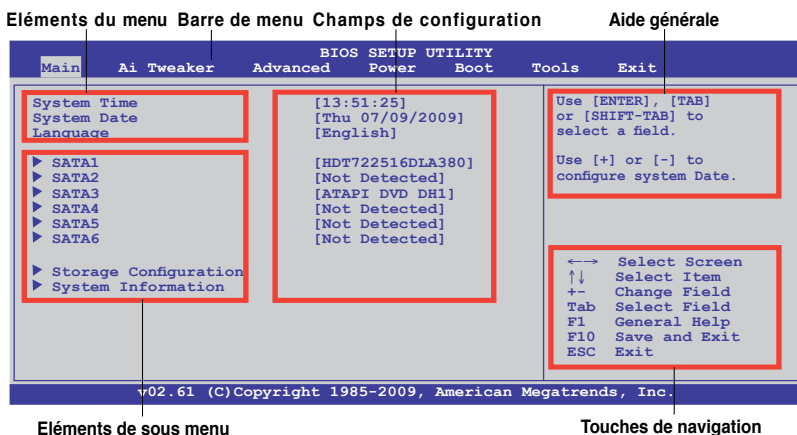 Eléments du menu Barre de menu Champs de configuration Aide générale
BIOS SETUP UTILITY
Main Ai Tweaker Advanced Power Boot Tools Exit
System Time [13:51:25]
System Date [Thu 07/09/2009]
Language [English]
SATA1 [HDT722516DLA380]
SATA2 [Not Detected]
SATA3 [ATAPI DVD DH1]
SATA4 [Not Detected]
SATA5 [Not Detected]
SATA6 [Not Detected]
Storage Configuration
System Information
Use [ENTER], [TAB]
or [SHIFT-TAB] to
select a field.
Use [+] or [-] to
configure system Date.
←→ Select Screen
↑↓ Select Item
+- Change Field
Tab Select Field
F1 General Help
F10 Save and Exit
ESC Exit
v02.61 (C)Copyright 1985-2009, American Megatrends, Inc.
Eléments de sous menu Touches de navigation